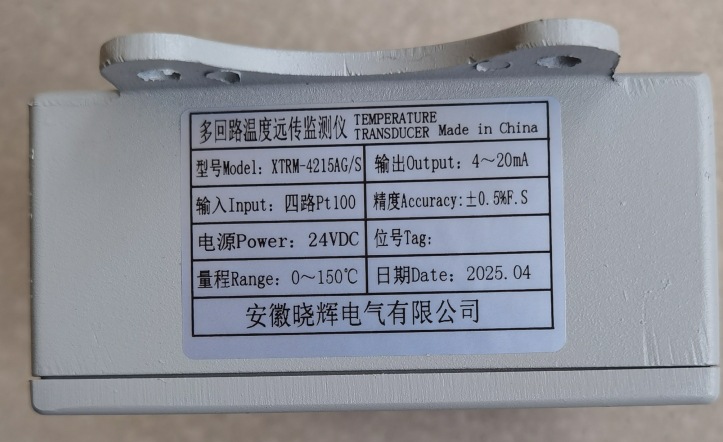 多回路温度远传监测仪 TEMPERATURE TRANSDUCER Made in China
型号Model: XTRM-4215AG/S 输出Output: 4～20mA
输入Input: 四路Pt100 精度Accuracy:±0.5%F.S
电源Power: 24VDC 位号Tag:
量程Range: 0～150℃ 日期Date: 2025.04
安徽晓辉电气有限公司